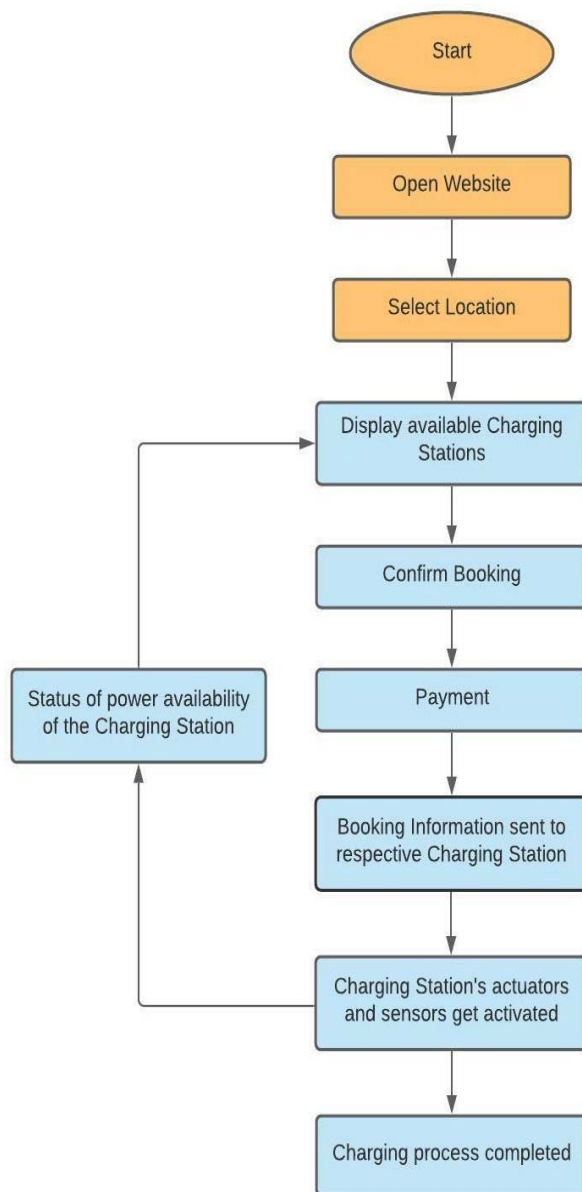 Start
Open Website
Select Location
Display available Charging
Stations
Confirm Booking
Status of power availability
of the Charging Station
Payment
Booking Information sent to
respective Charging Station
Charging Station's actuators
and sensors get activated
Charging process completed